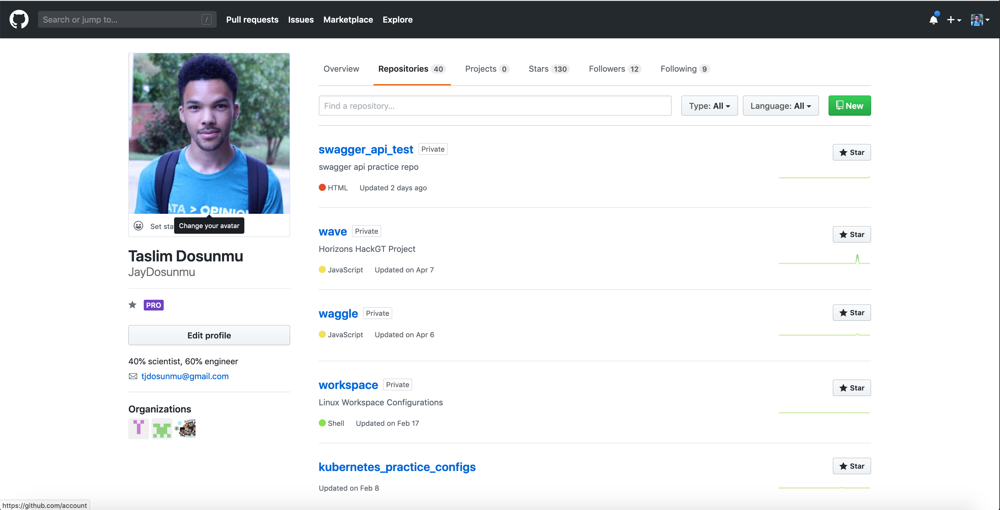 Search or jump to... /
Pull requests Issues Marketplace Explore
Overview Repositories 40 Projects 0 Stars 130 Followers 12 Following 9
Find a repository... Type: All Language: All New
ATA > OPINIO
Set sta
Change your avatar
Taslim Dosunmu
JayDosunmu
PRO
Edit profile
40% scientist, 60% engineer
tjdosunmu@gmail.com
Organizations
BLACKTOCAT
swagger_api_test Private
Star
swagger api practice repo
HTML Updated 2 days ago
wave Private
Star
Horizons HackGT Project
JavaScript Updated on Apr 7
waggle Private
Star
JavaScript Updated on Apr 6
workspace Private
Star
Linux Workspace Configurations
Shell Updated on Feb 17
kubernetes_practice_configs
Star
Updated on Feb 8
https://github.com/account